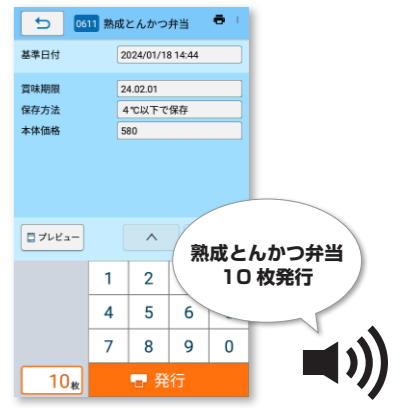 0611 熟成とんかつ弁当
基準日付 2024/01/18 14:44
賞味期限 24.02.01
保存方法 4℃以下で保存
本体価格 580
プレビュー
熟成とんかつ弁当
10枚発行
1 2
4 5 6
7 8 9 0
10枚 発行